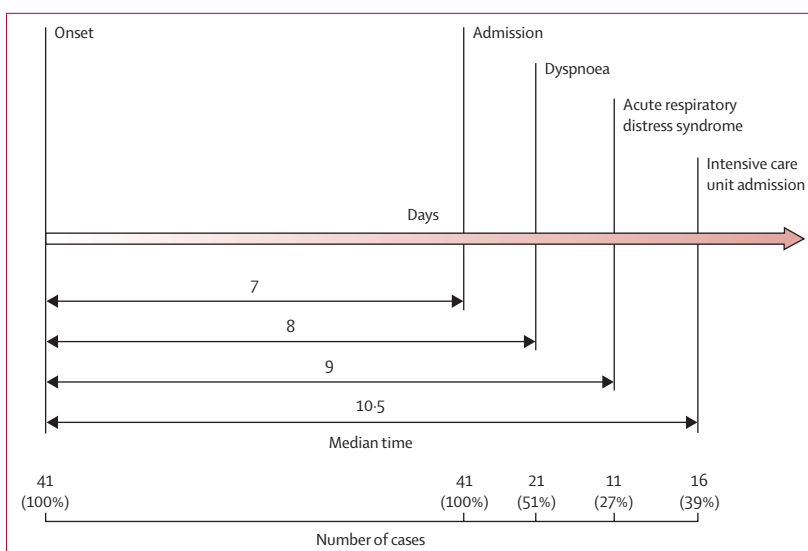 Onset
Admission
Dyspnoea
Acute respiratory
distress syndrome
Intensive care
unit admission
Days
7
8
9
10·5
Median time
41 41 21 11 16
(100%) (100%) (51%) (27%) (39%)
Number of cases